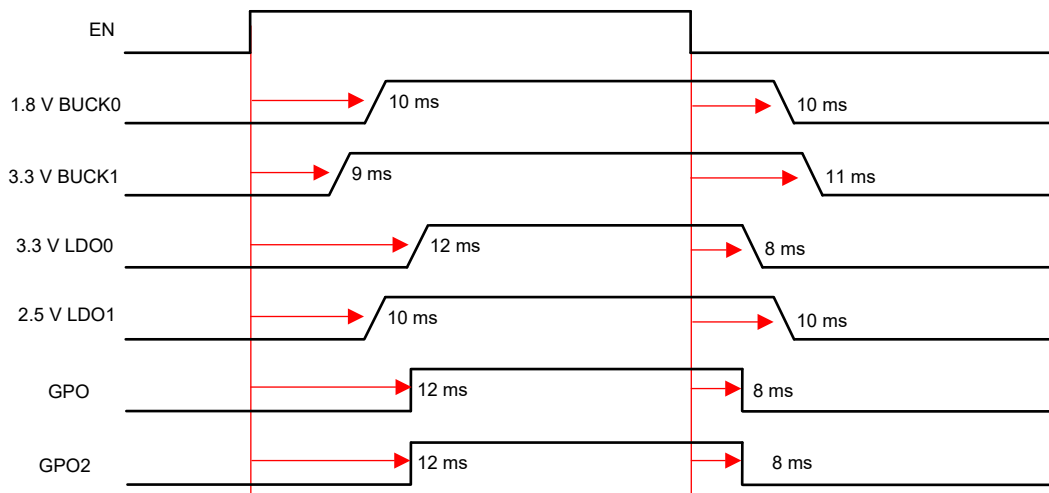 EN
1.8 V BUCK0 10 ms 10 ms
3.3 V BUCK1 9 ms 11 ms
3.3 V LDO0 12 ms 8 ms
2.5 V LDO1 10 ms 10 ms
GPO 12 ms 8 ms
GPO2 12 ms 8 ms